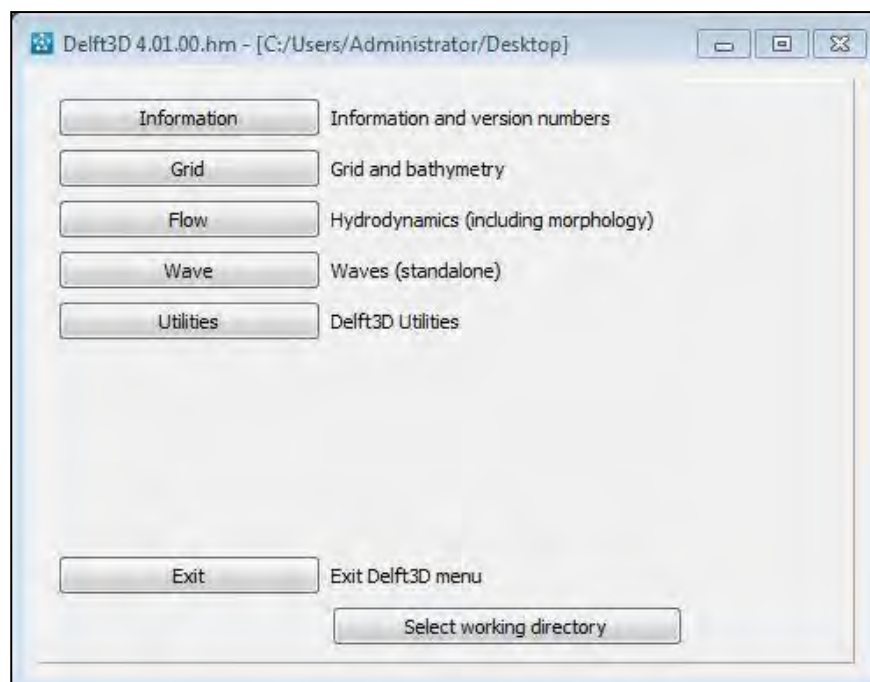 Delft3D 4.01.00.hm - [C:/Users/Administrator/Desktop]
Information Information and version numbers
Grid Grid and bathymetry
Flow Hydrodynamics (including morphology)
Wave Waves (standalone)
Utilities Delft3D Utilities
Exit Exit Delft3D menu
Select working directory